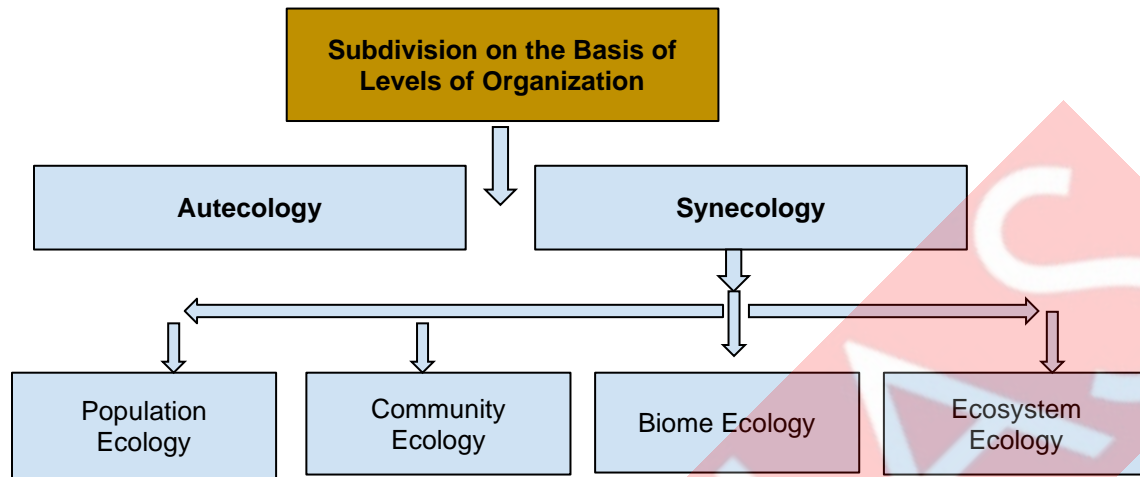 Subdivision on the Basis of
Levels of Organization
Autecology
Synecology
Population
Ecology
Community
Ecology
Biome Ecology
Ecosystem
Ecology